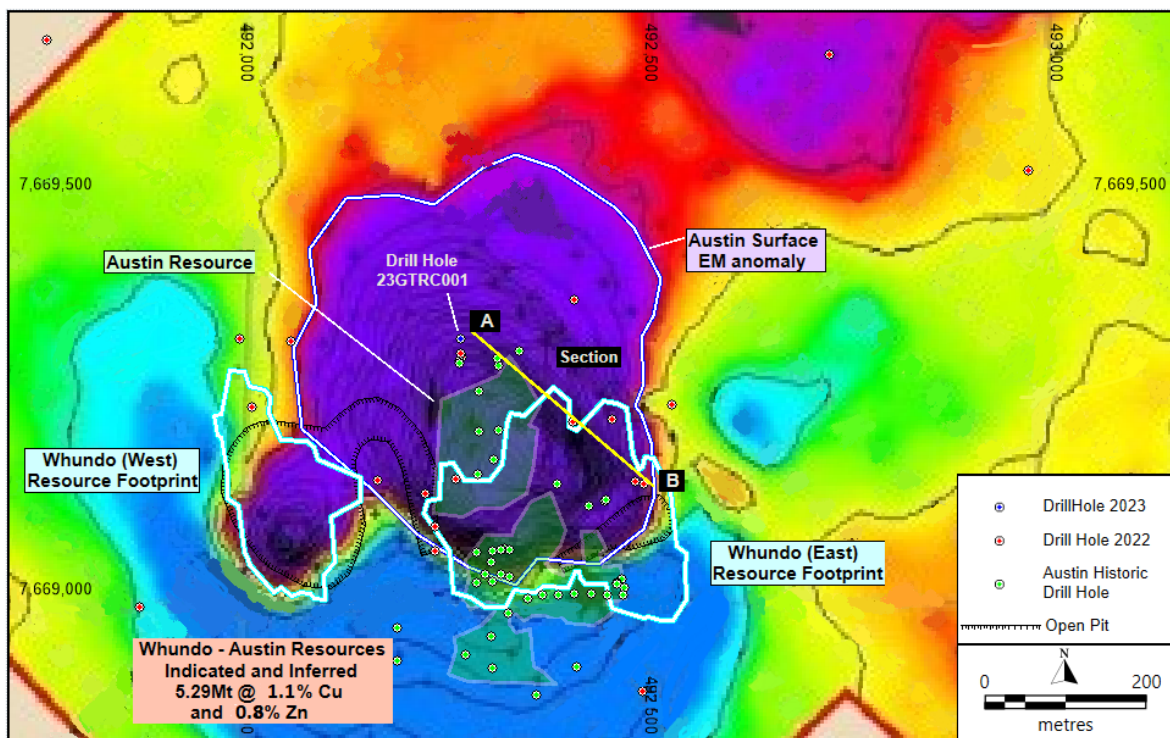 492,000
492,500
493,000
7,669,500
7,669,500
Austin Surface
EM anomaly
Austin Resource
Drill Hole
23GTRC001
A
Section
Whundo (West)
Resource Footprint
B
Whundo (East)
Resource Footprint
7,669,000
Whundo - Austin Resources
Indicated and Inferred
5.29Mt @ 1.1% Cu
and 0.8% Zn
492 500
DrillHole 2023
Drill Hole 2022
Austin Historic
Drill Hole
Open Pit
N
0
200
metres